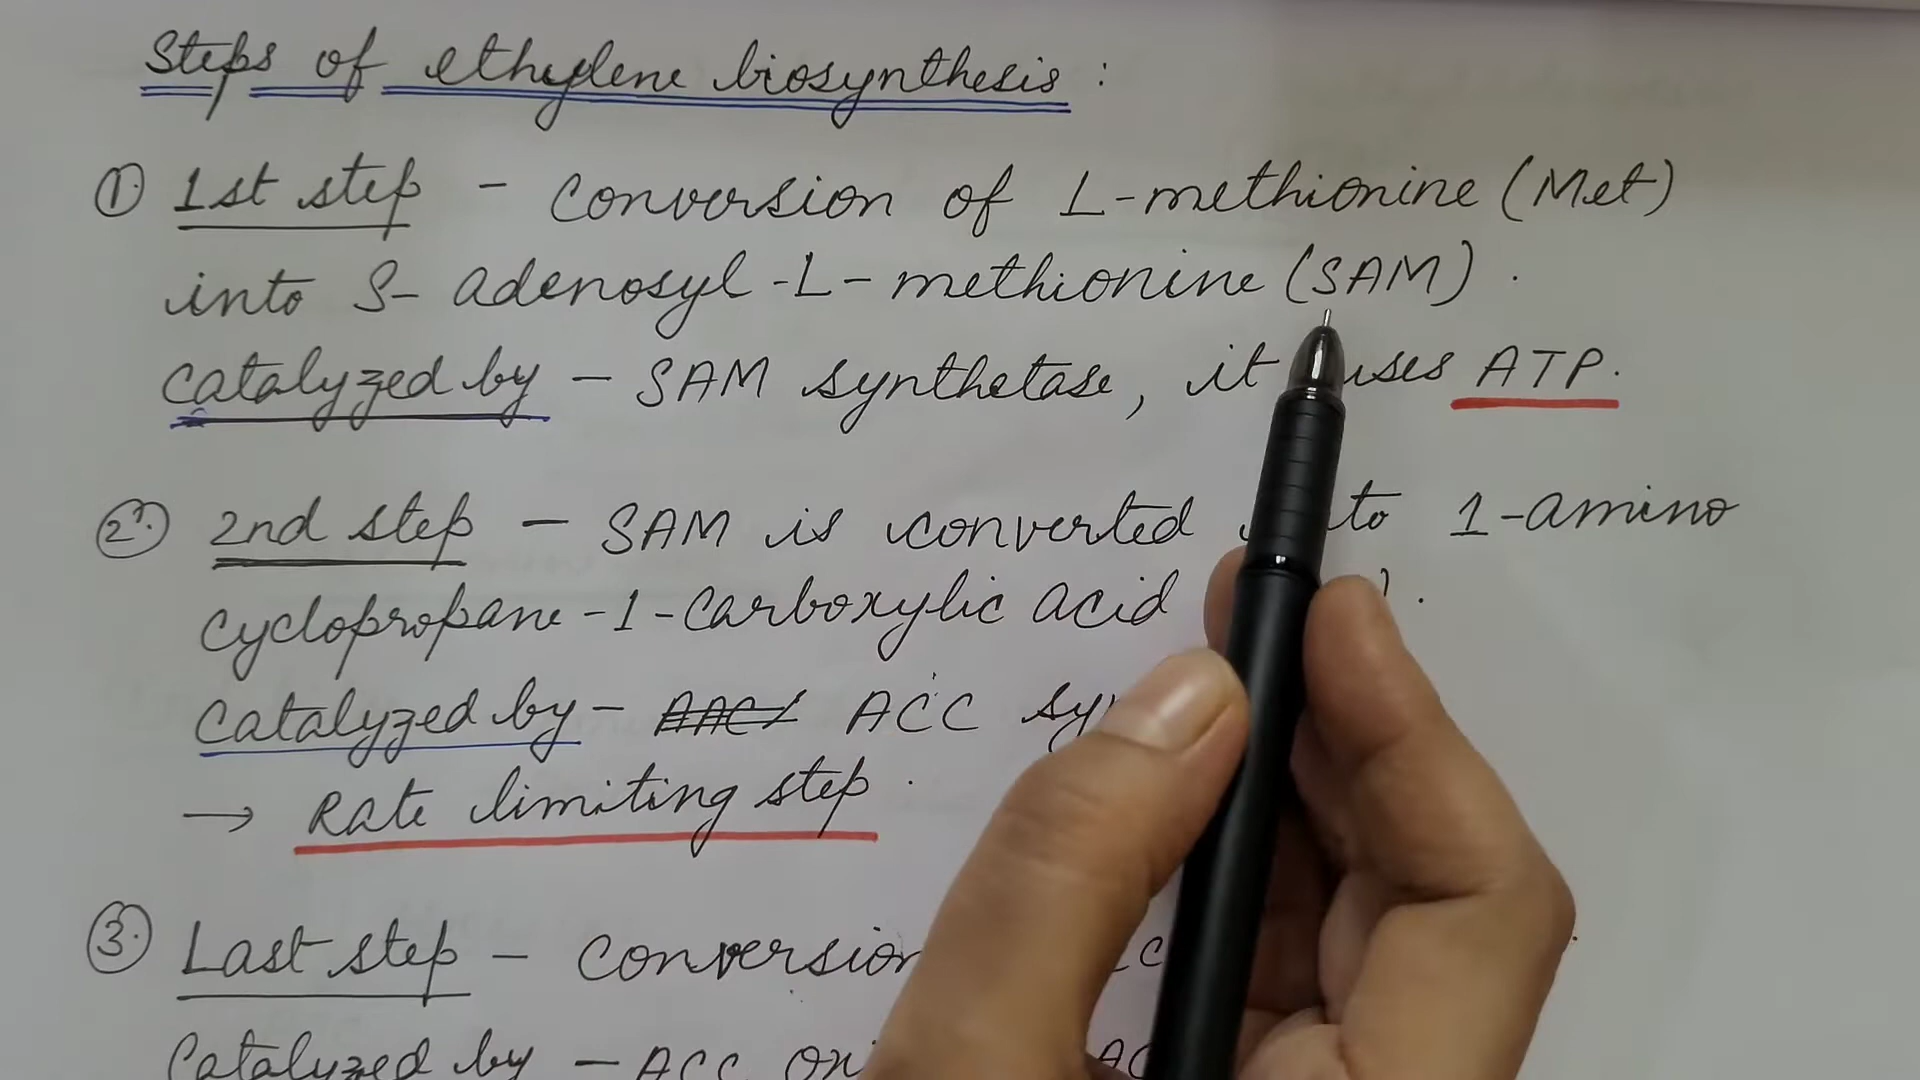 Steps of ethylene biosynthesis :
① 1st step - Conversion of L-methionine (Met)
into S-adenosyl-L-methionine (SAM).
Catalyzed by - SAM synthetase, it uses ATP.
② 2nd step - SAM is converted to 1-amino
cyclopropane-1-carboxylic acid
Catalyzed by - ACC
→ Rate limiting step.
③ Last step - Conversion
Catalyzed by - ACC